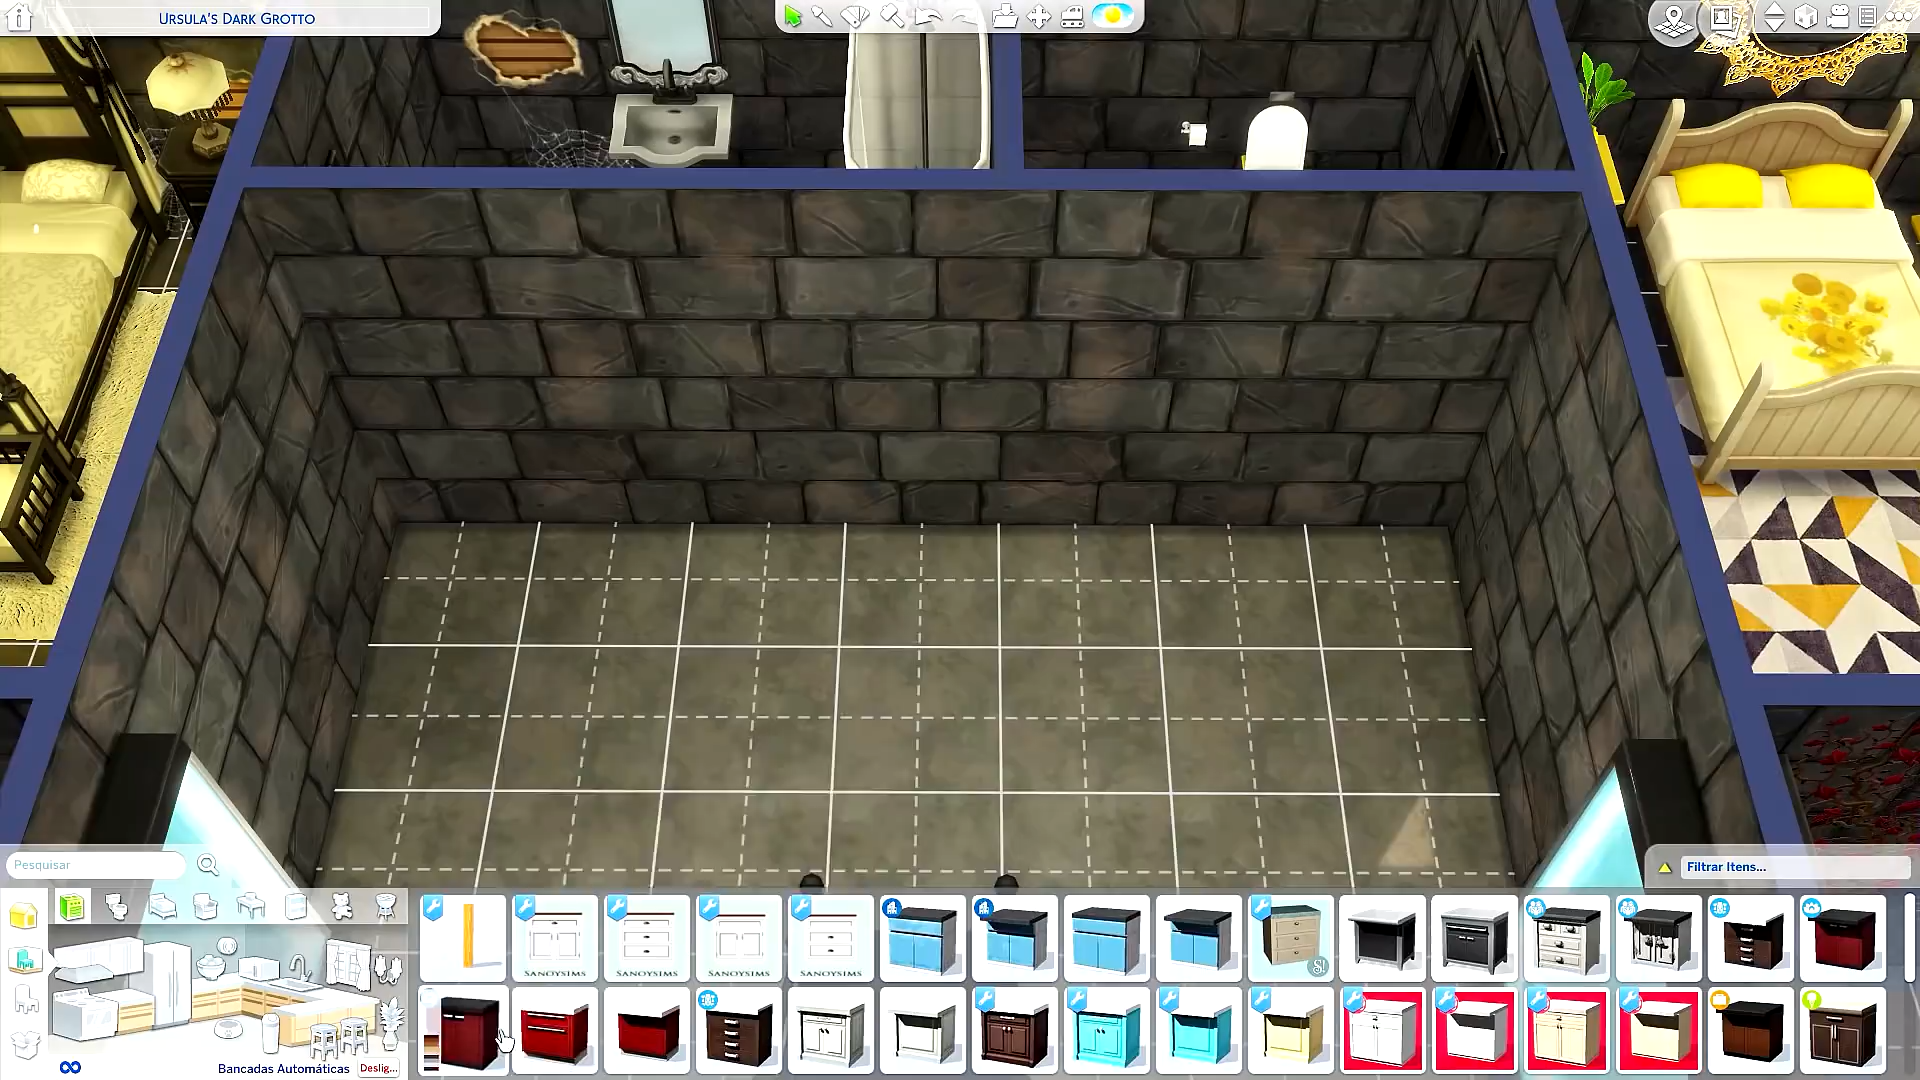 URSULA'S DARK GROTTO
Pesquisar
Filtrar Itens...
SANOYSIMS
SANOYSIMS
SANOYSIMS
SANOYSIMS
Bancadas Automáticas
Deslig...